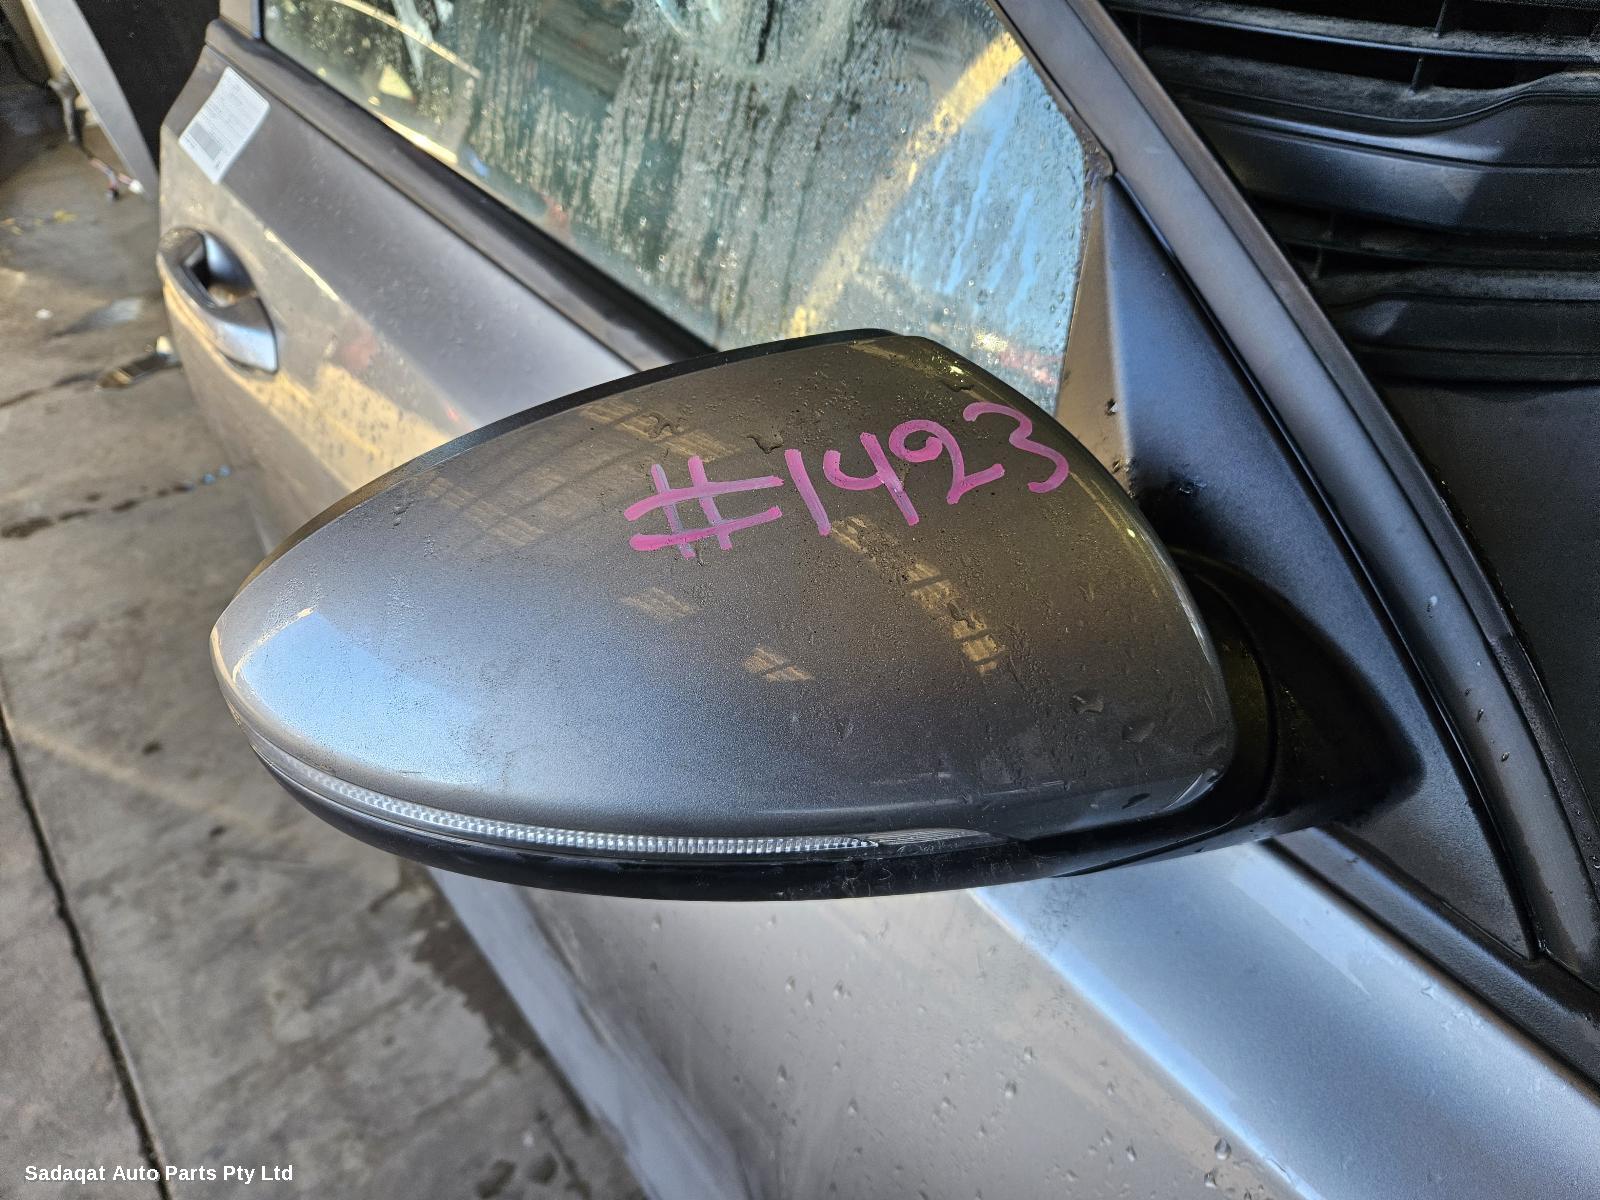 #1423
Sadaqat Auto Parts Pty Ltd